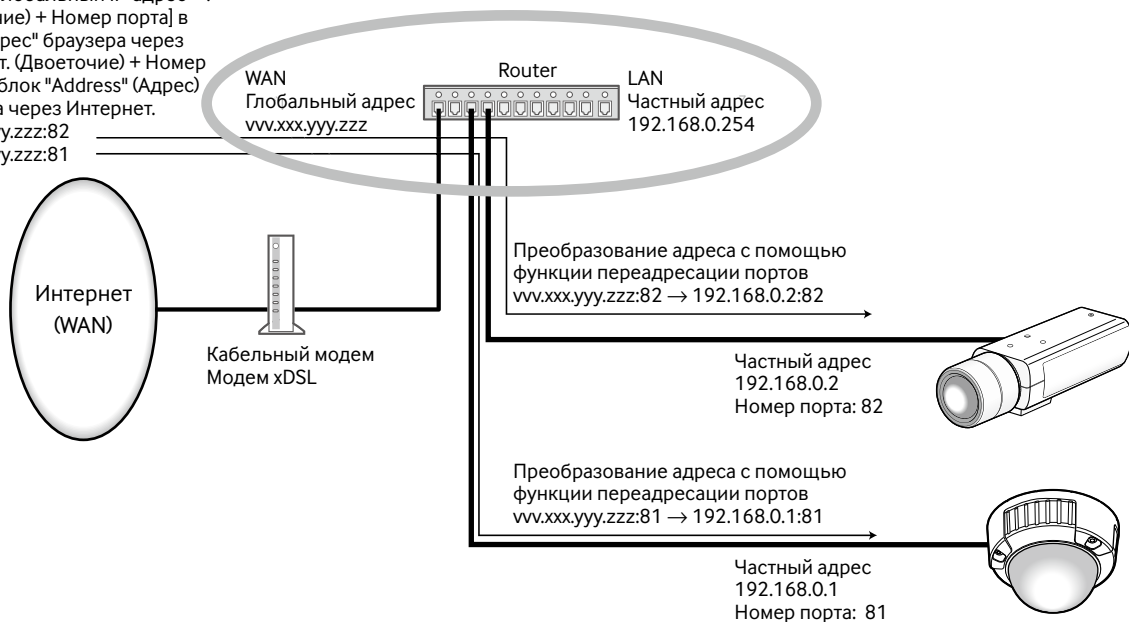 ие) + Номер порта] в
рес" браузера через
т. (Двоеточие) + Номер
блок "Address" (Адрес)
а через Интернет.
y.zzz:82
y.zzz:81
WAN
Глобальный адрес
vvv.xxx.yyy.zzz
Router
LAN
Частный адрес
192.168.0.254
Интернет
(WAN)
Кабельный модем
Модем xDSL
Преобразование адреса с помощью
функции переадресации портов
vvv.xxx.yyy.zzz:82 → 192.168.0.2:82
Частный адрес
192.168.0.2
Номер порта: 82
Преобразование адреса с помощью
функции переадресации портов
vvv.xxx.yyy.zzz:81 → 192.168.0.1:81
Частный адрес
192.168.0.1
Номер порта: 81